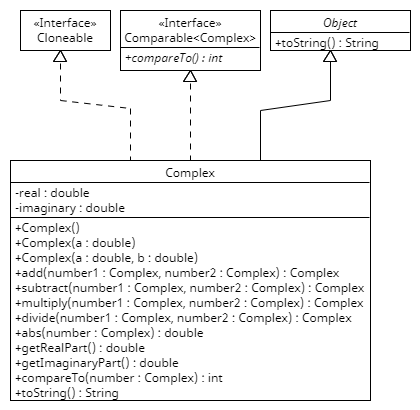 «Interface»
Cloneable
«Interface»
Comparable<Complex>
+compareTo() : int
Object
+toString() : String
Complex
-real : double
-imaginary : double
+Complex()
+Complex(a : double)
+Complex(a : double, b : double)
+add(number1 : Complex, number2 : Complex) : Complex
+subtract(number1 : Complex, number2 : Complex) : Complex
+multiply(number1 : Complex, number2 : Complex) : Complex
+divide(number1 : Complex, number2 : Complex) : Complex
+abs(number : Complex) : double
+getRealPart() : double
+getImaginaryPart() : double
+compareTo(number : Complex) : int
+toString() : String